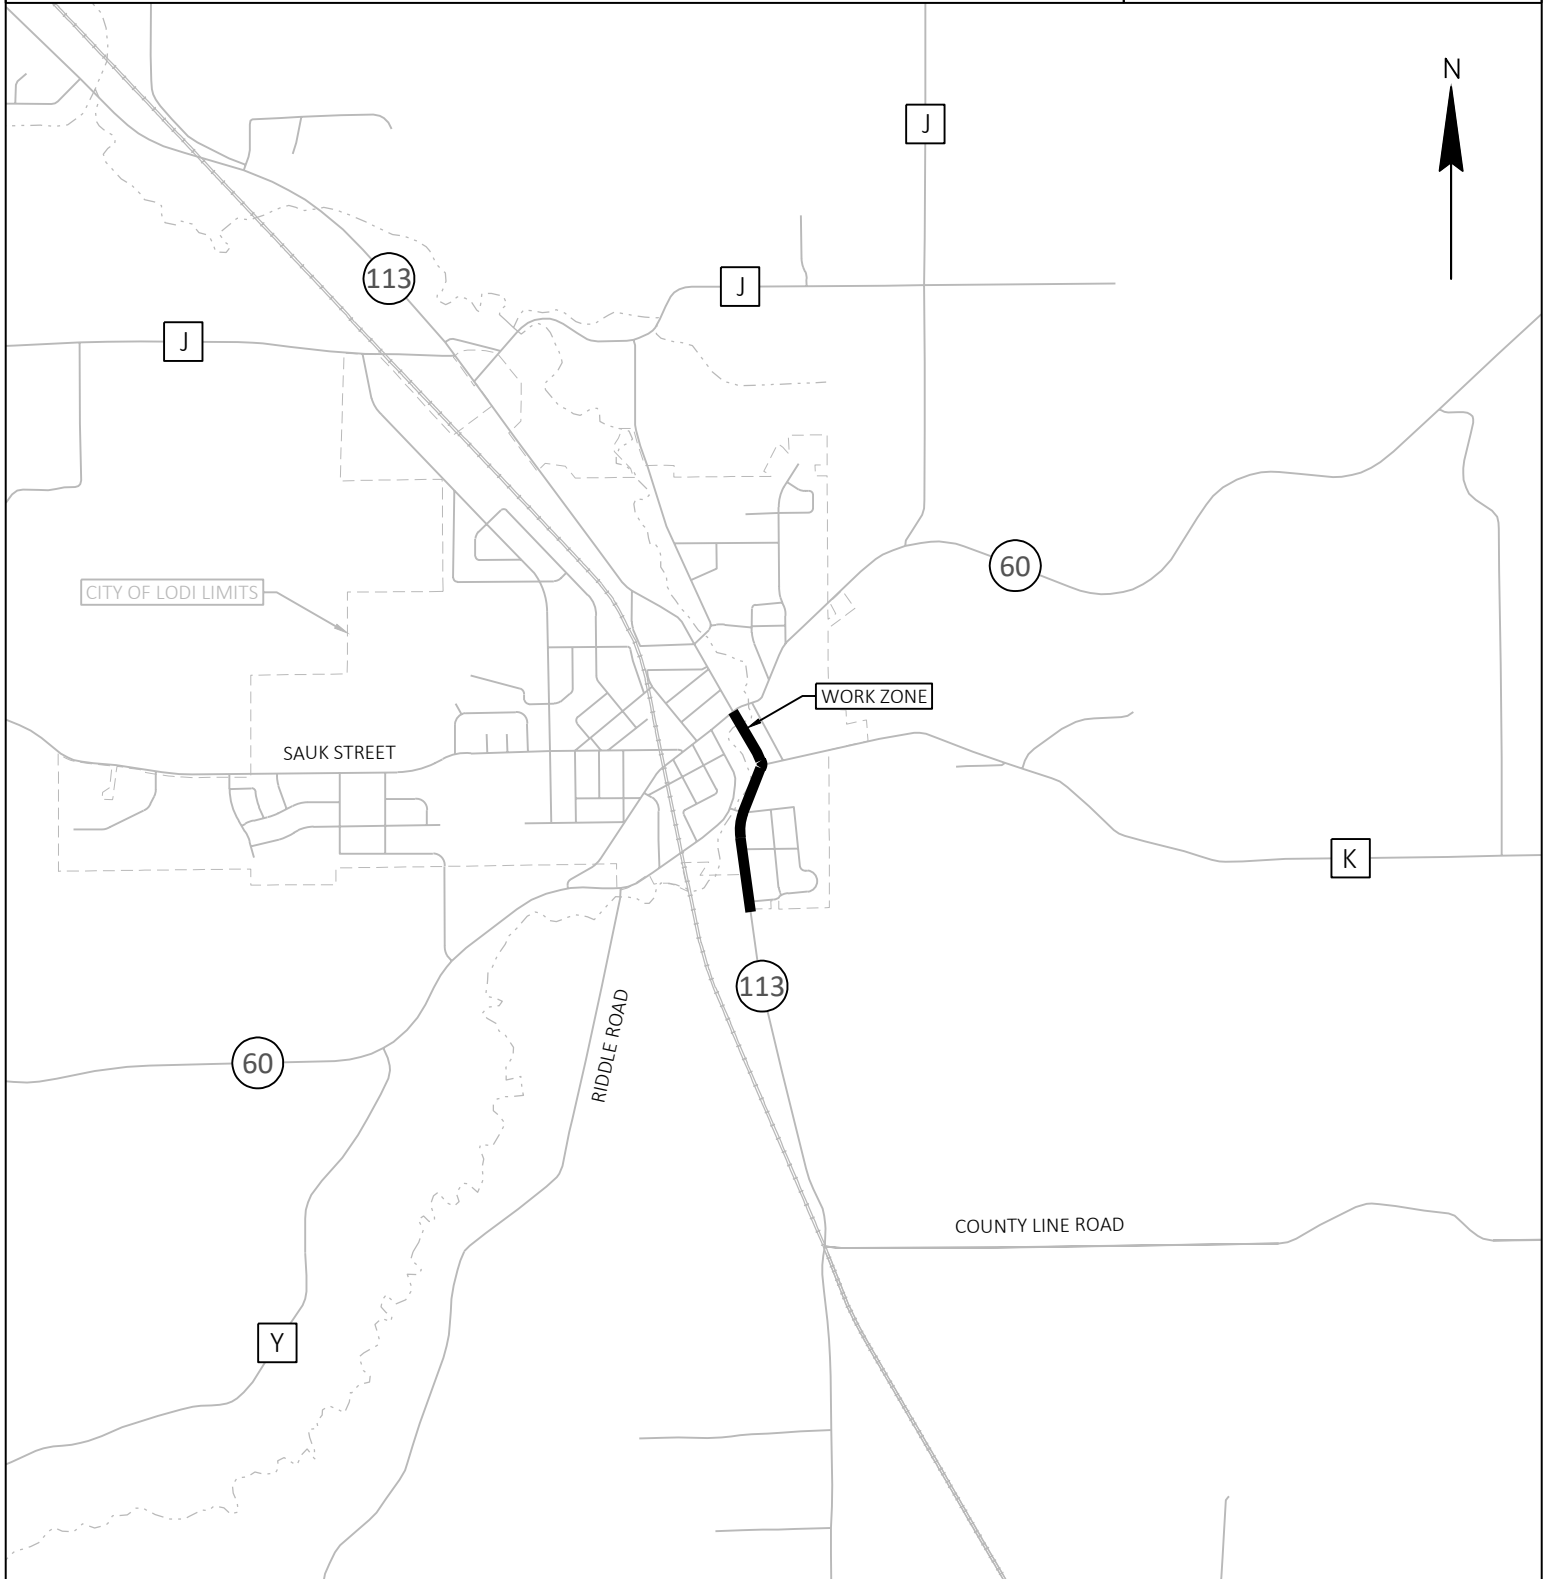 N
J
113
J
J
60
CITY OF LODI LIMITS
WORK ZONE
SAUK STREET
K
113
RIDDLE ROAD
60
COUNTY LINE ROAD
Y